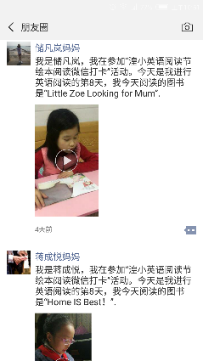 朋友圈
储凡岚妈妈
我是储凡岚，我在参加“湟小英语阅读节
绘本阅读微信打卡”活动。今天是我进行
英语阅读的第8天，我今天阅读的图书
是“Little Zoe Looking for Mum”.
4天前
蒋成悦妈妈
我是蒋成悦，我在参加“湟小英语阅读节
绘本阅读微信打卡”活动。今天是我进行
英语阅读的第8天，我今天阅读的图书
是“Home IS Best！”.